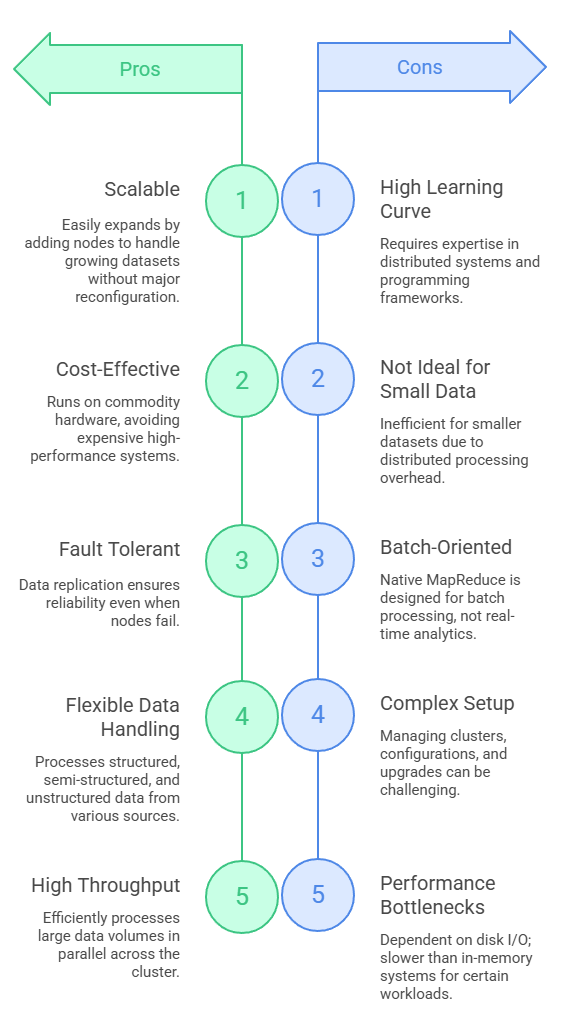 Pros
Cons
1
Scalable
Easily expands by
adding nodes to handle
growing datasets
without major
reconfiguration.
1
High Learning
Curve
Requires expertise in
distributed systems and
programming
frameworks.
2
Cost-Effective
Runs on commodity
hardware, avoiding
expensive high-
performance systems.
2
Not Ideal for
Small Data
Inefficient for smaller
datasets due to
distributed processing
overhead.
3
Fault Tolerant
Data replication ensures
reliability even when
nodes fail.
3
Batch-Oriented
Native MapReduce is
designed for batch
processing, not real-
time analytics.
4
Flexible Data
Handling
Processes structured,
semi-structured, and
unstructured data from
various sources.
4
Complex Setup
Managing clusters,
configurations, and
upgrades can be
challenging.
5
High Throughput
Efficiently processes
large data volumes in
parallel across the
cluster.
5
Performance
Bottlenecks
Dependent on disk I/O;
slower than in-memory
systems for certain
workloads.